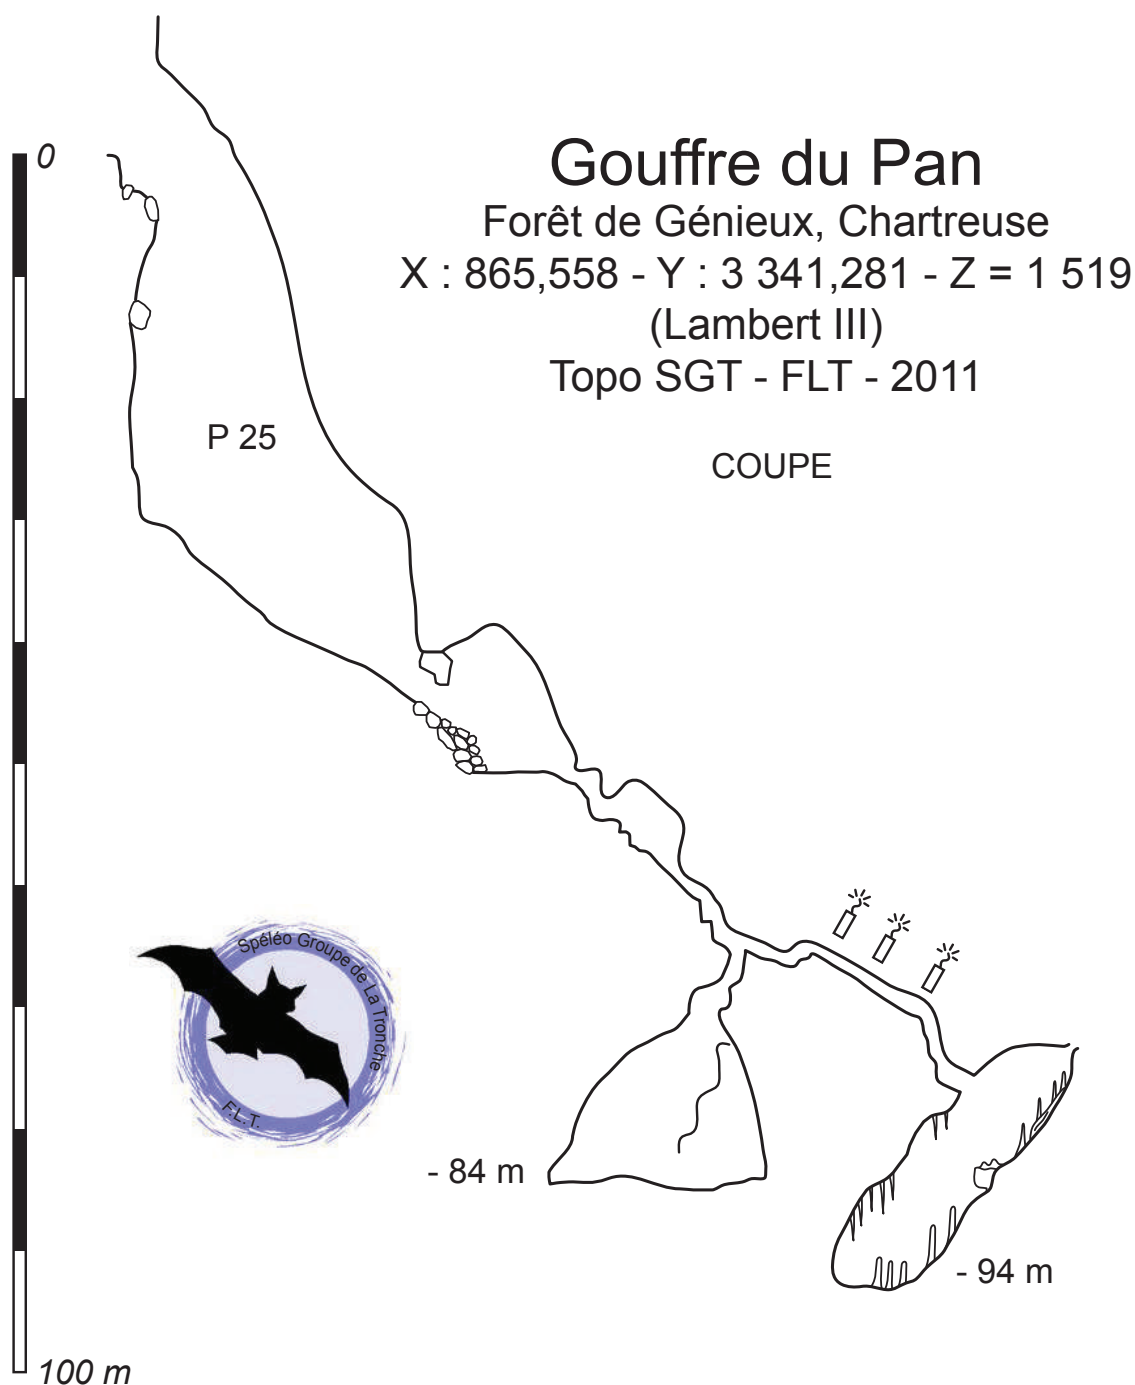 0
Gouffre du Pan
Forêt de Génieux, Chartreuse
X : 865,558 - Y : 3 341,281 - Z = 1 519
(Lambert III)
Topo SGT - FLT - 2011
P 25
COUPE
Spéléo Groupe de La Tronche
F.L.T.
- 84 m
- 94 m
100 m